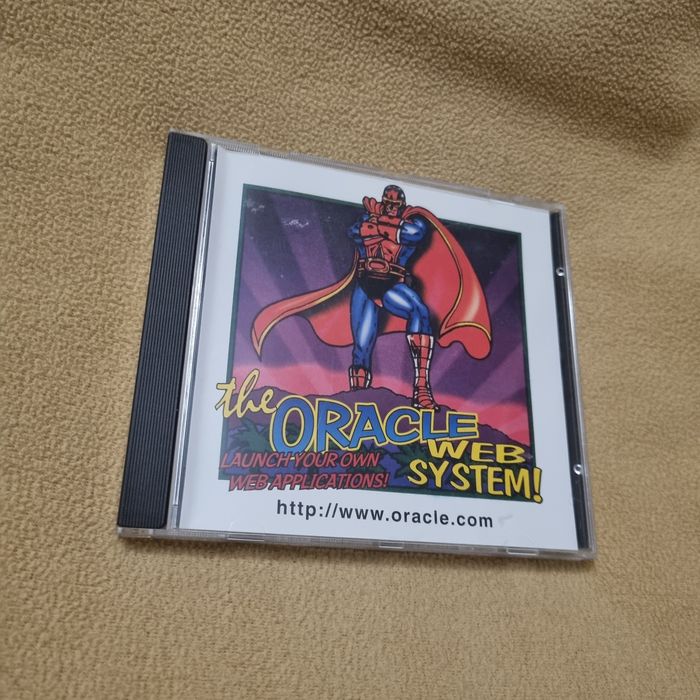 the
ORACLE
WEB
LAUNCH YOUR OWN
SYSTEM!
WEB APPLICATIONS!
http://www.oracle.com